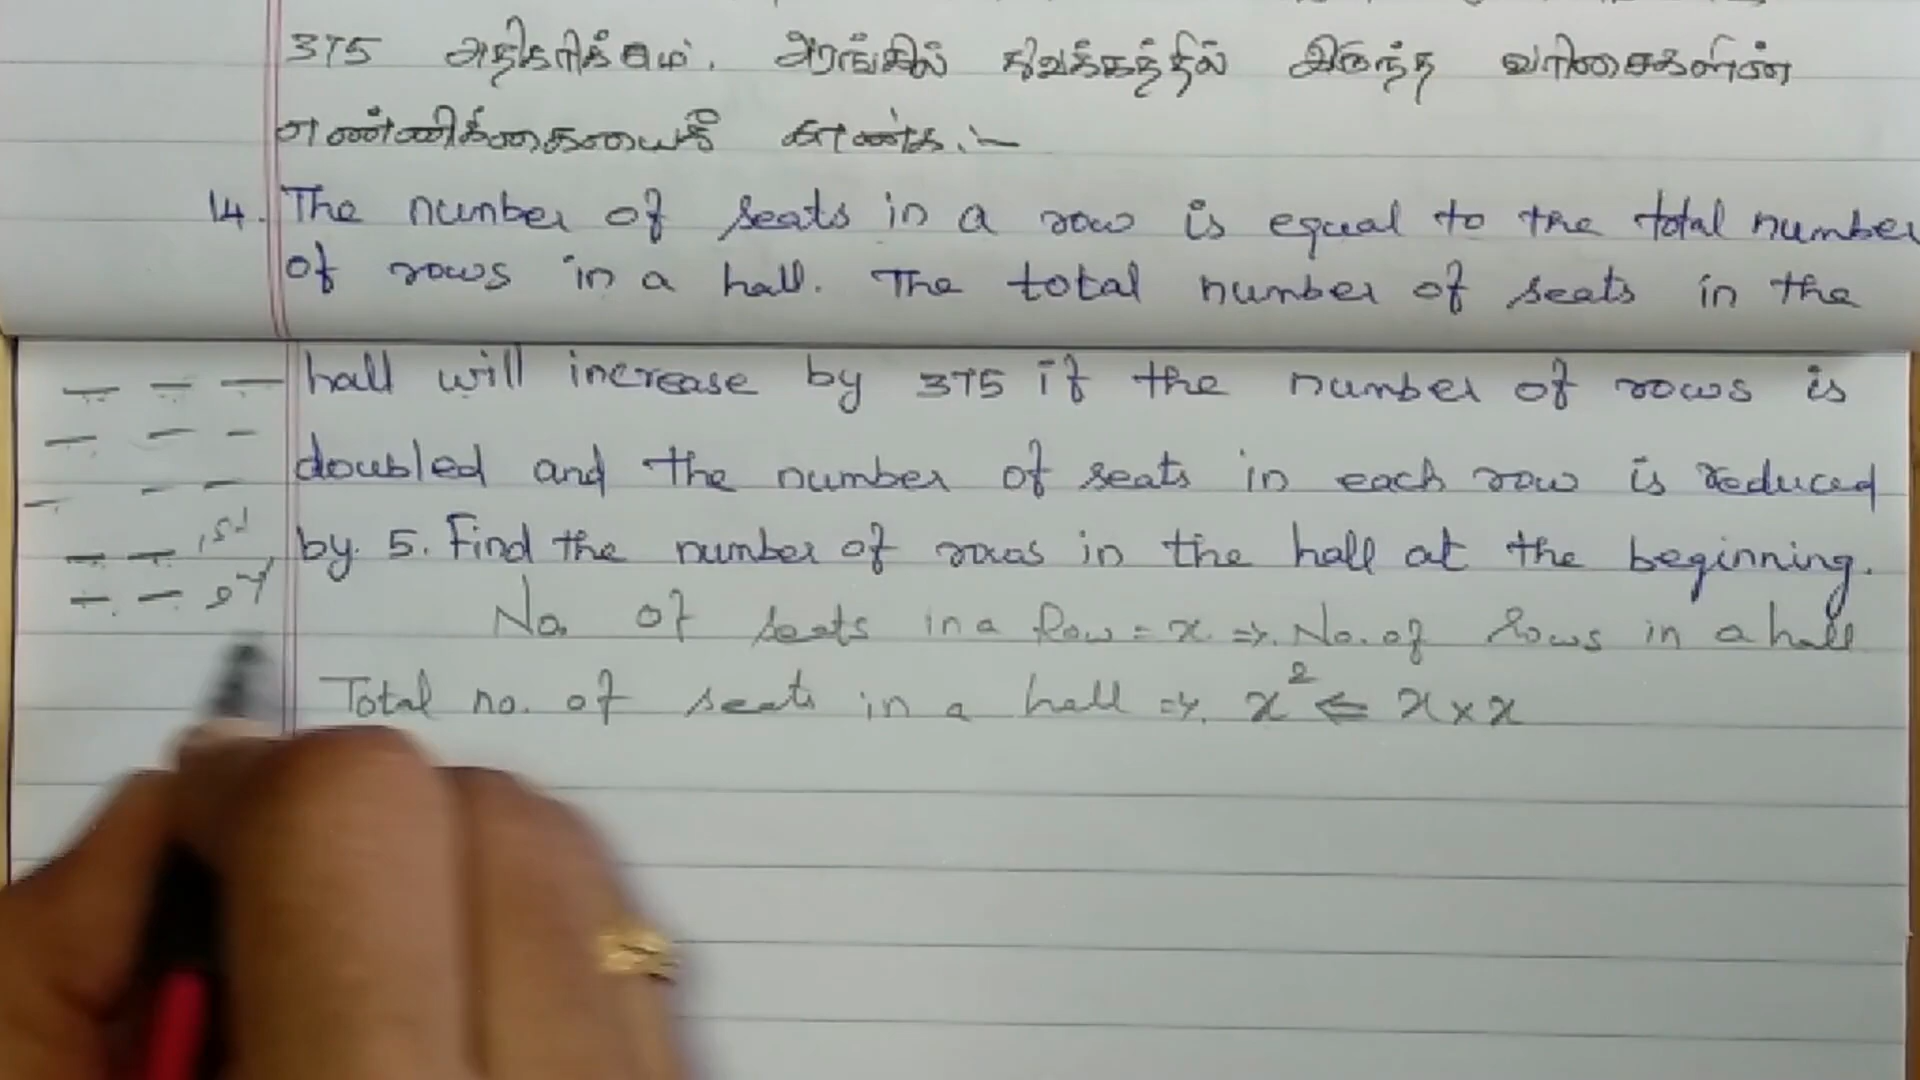 375 அதிகரிக்கும். அரங்கில் துவக்கத்தில் இருந்த வரிசைகளின்
எண்ணிக்கையைக் காண்க.:-
14. The number of seats in a row is equal to the total number
of rows in a hall. The total number of seats in the
hall will increase by 375 if the number of rows is
doubled and the number of seats in each row is reduced
by 5. Find the number of rows in the hall at the beginning.
No. of seats in a Row = x ⇒ No. of Rows in a hall
Total no. of seats in a hall ⇒ x² ⇐ x × x